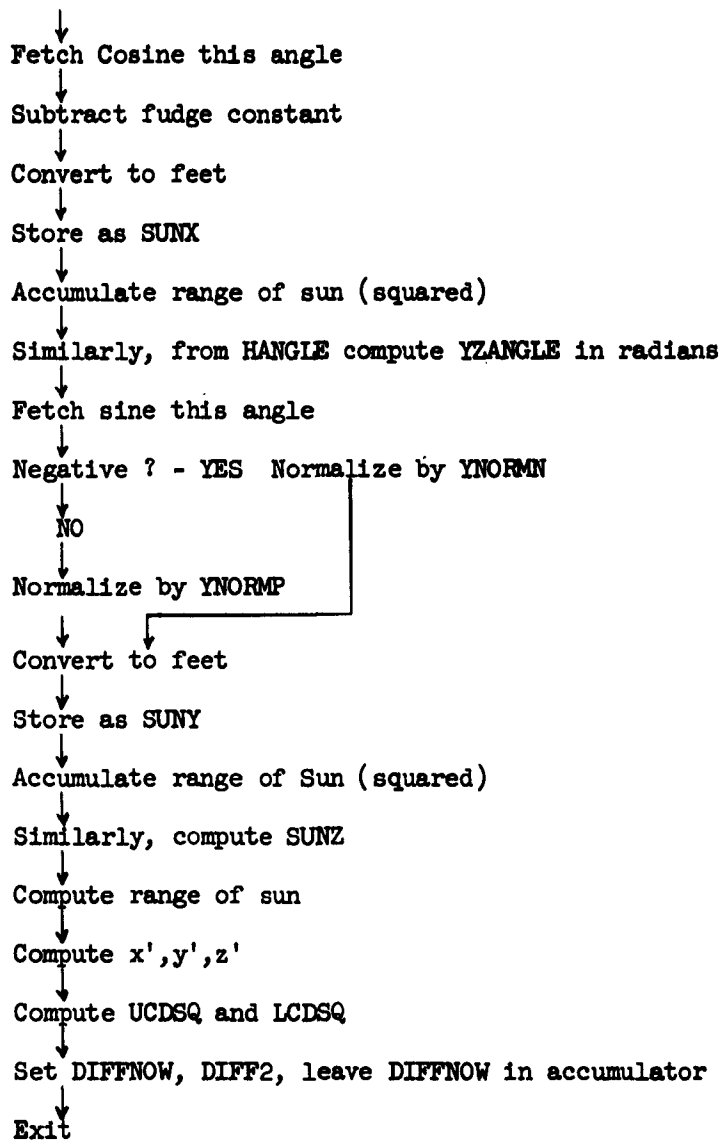 Fetch Cosine this angle
Subtract fudge constant
Convert to feet
Store as SUNX
Accumulate range of sun (squared)
Similarly, from HANGLE compute YZANGLE in radians
Fetch sine this angle
Negative ? - YES Normalize by YNORMN
NO
Normalize by YNORMP
Convert to feet
Store as SUNY
Accumulate range of Sun (squared)
Similarly, compute SUNZ
Compute range of sun
Compute x',y',z'
Compute UCDSQ and LCDSQ
Set DIFFNOW, DIFF2, leave DIFFNOW in accumulator
Exit